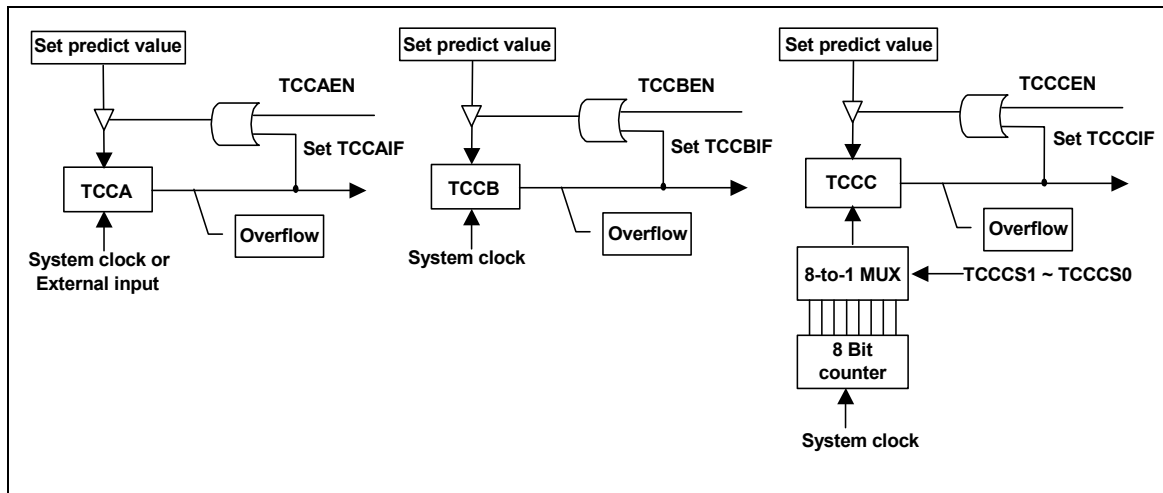 Set predict value
TCCAEN
Set TCCAIF
TCCA
Overflow
System clock or
External input
Set predict value
TCCBEN
Set TCCBIF
TCCB
Overflow
System clock
Set predict value
TCCCEN
Set TCCCIF
TCCC
Overflow
8-to-1 MUX
TCCCS1 ~ TCCCS0
8 Bit
counter
System clock